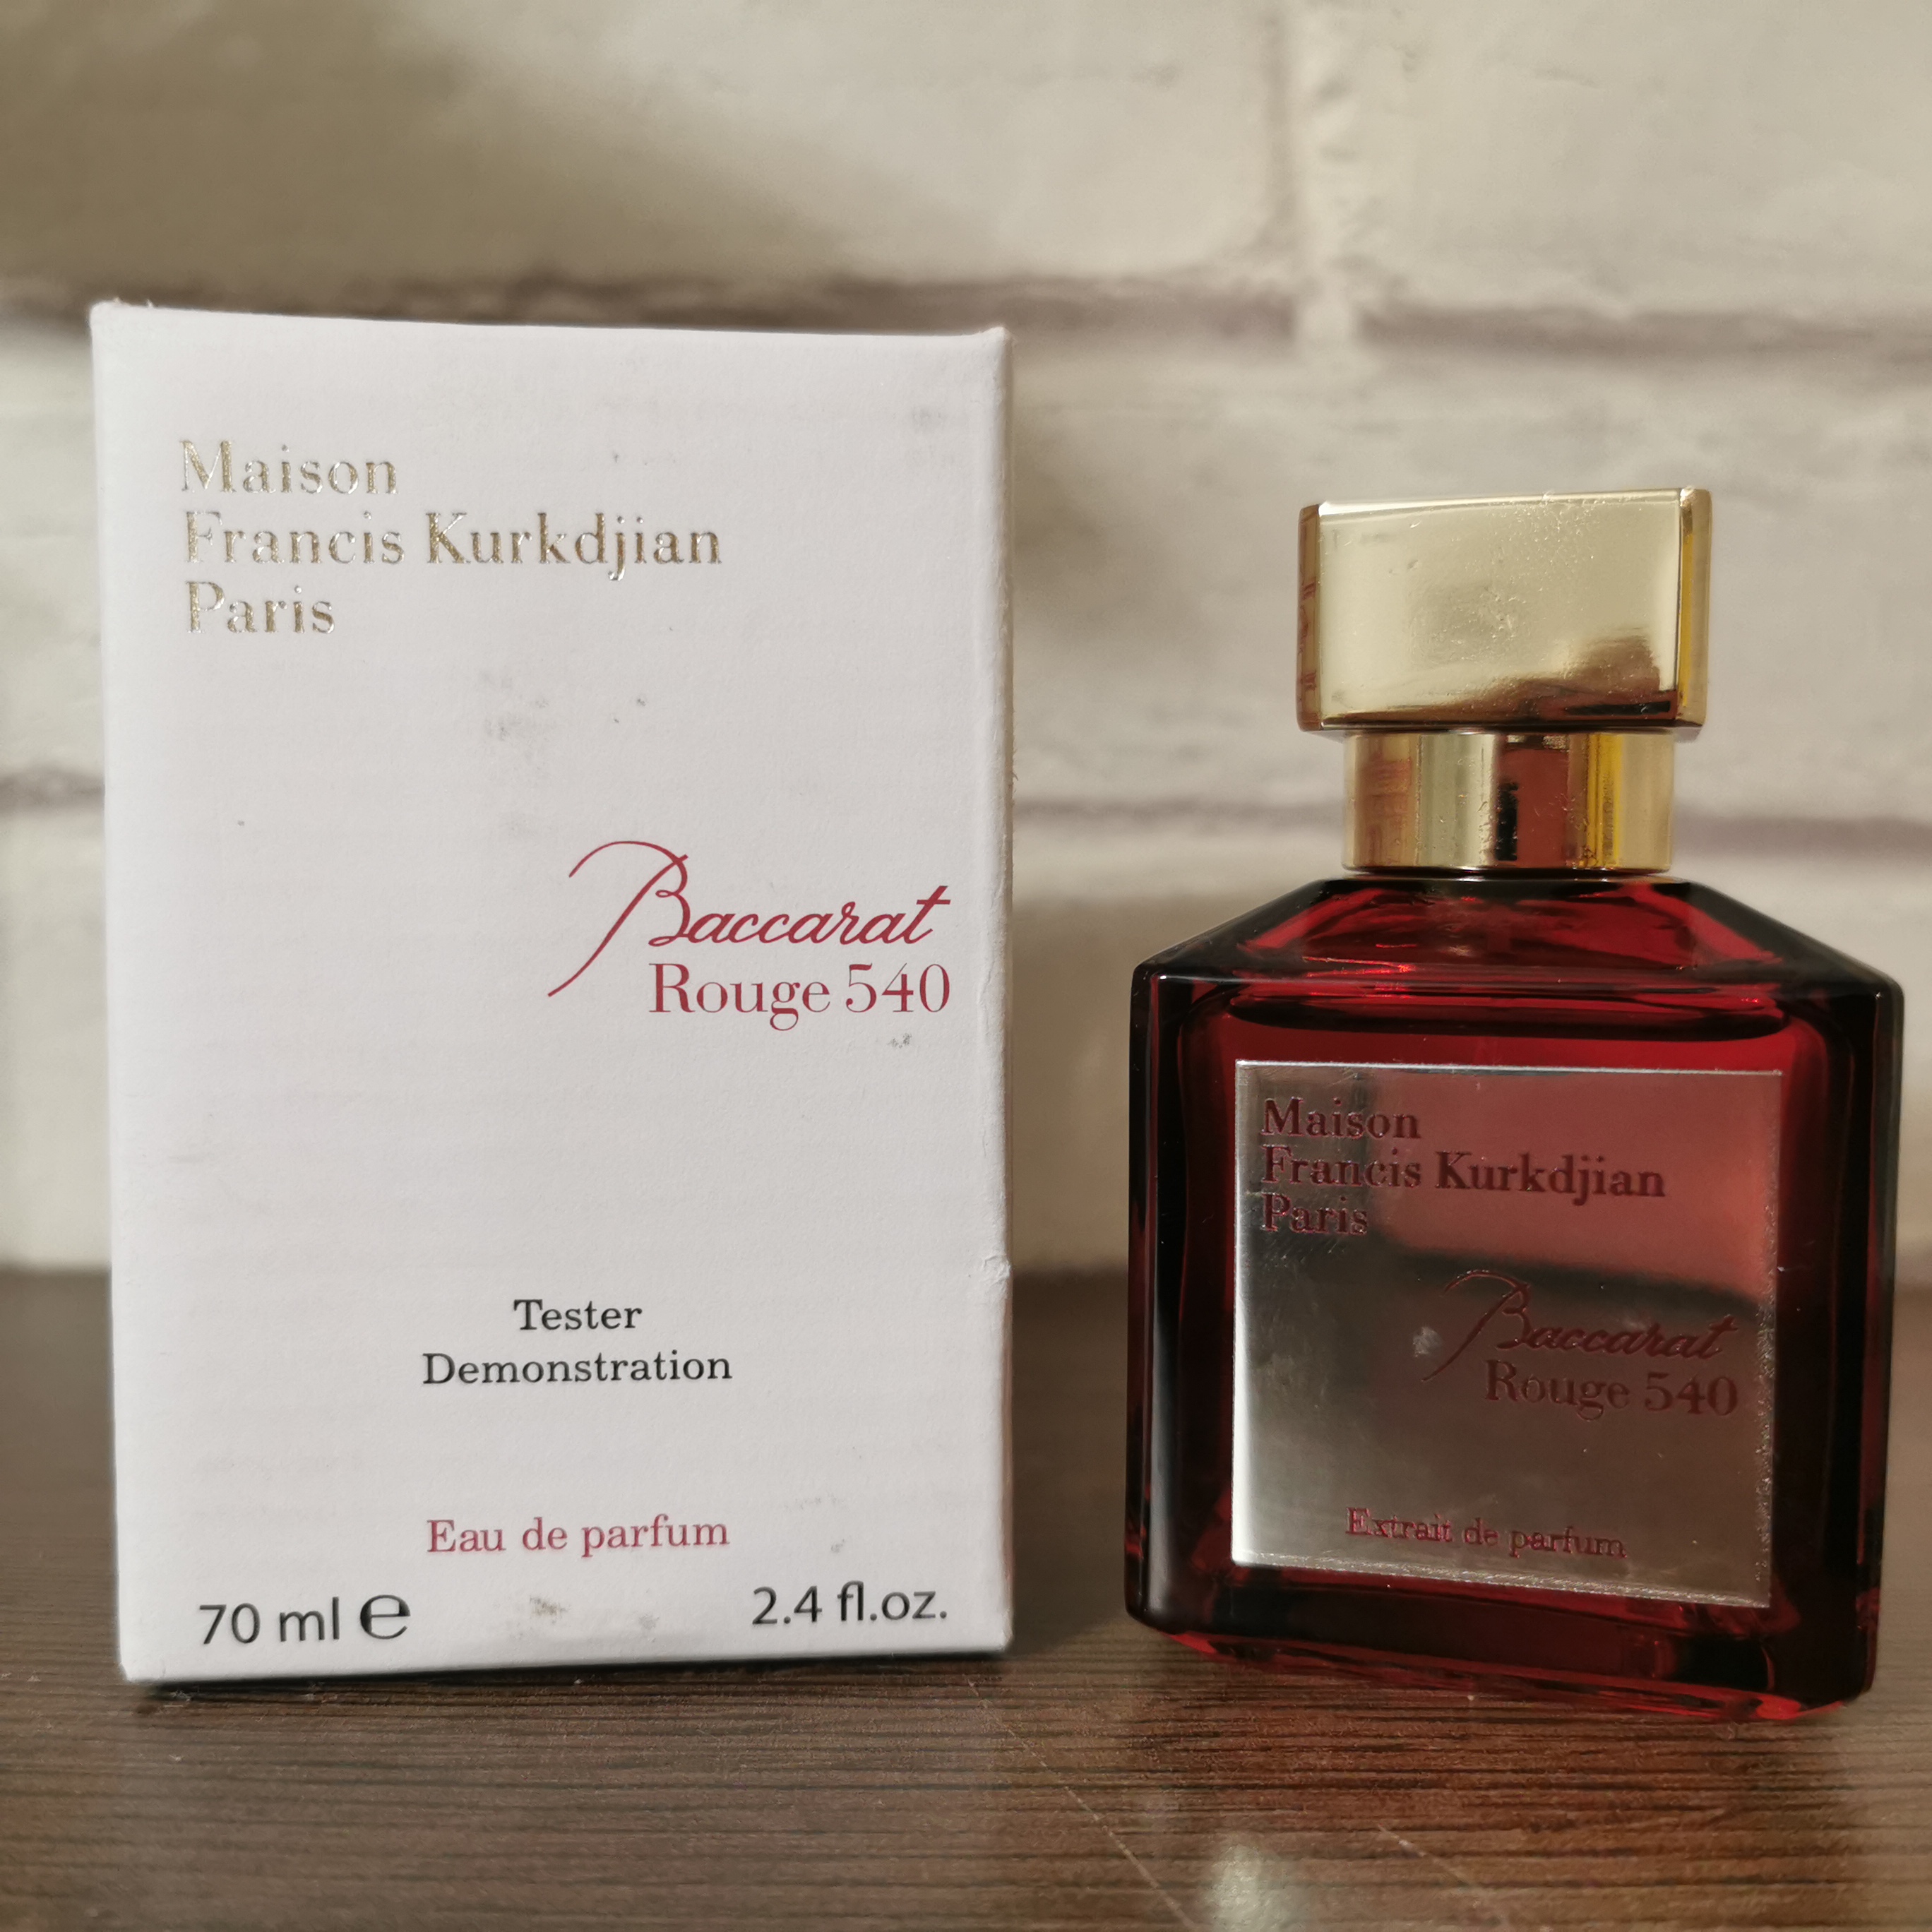 Maison
Francis Kurkdjian
Paris
Baccarat
Rouge 540
Tester
Demonstration
Eau de parfum
70 ml ℮
2.4 fl.oz.
Maison
Francis Kurkdjian
Paris
Baccarat
Rouge 540
Extrait de parfum